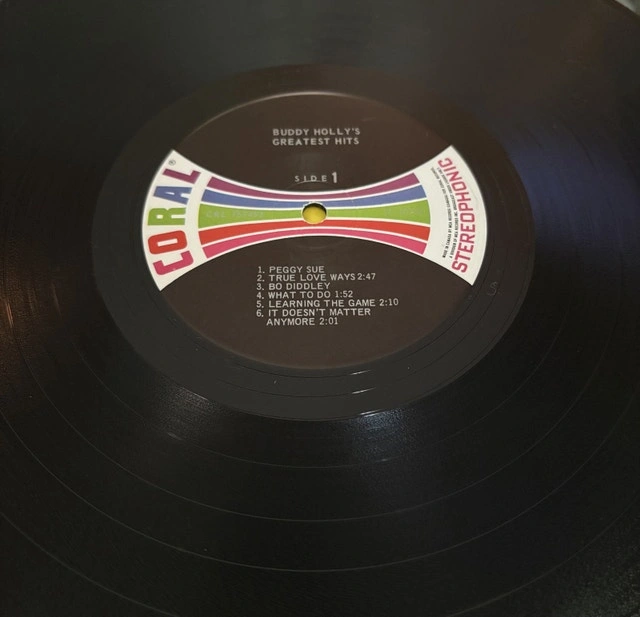 BUDDY HOLLY'S
GREATEST HITS
SIDE 1
CORAL®
STEREOPHONIC
1. PEGGY SUE
2. TRUE LOVE WAYS 2:47
3. BO DIDDLEY
4. WHAT TO DO 1:52
5. LEARNING THE GAME 2:10
6. IT DOESN'T MATTER
ANYMORE 2:01